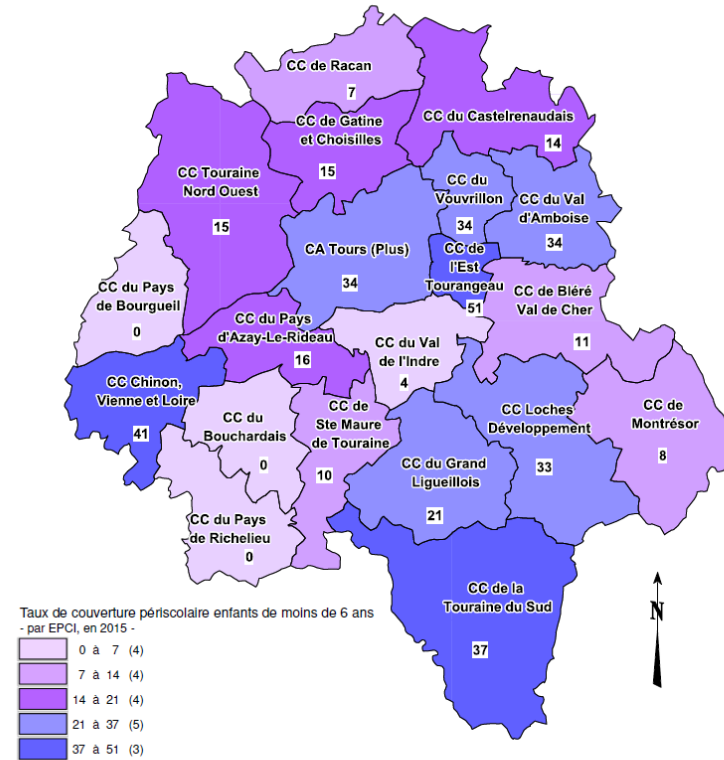 CC de Racan
7
CC de Gatine
et Choisilles
15
CC du Castelrenaudais
14
CC Touraine
Nord Ouest
15
CC du
Vouvrillon
34
CC du Val
d'Amboise
34
CA Tours (Plus)
34
CC de
l'Est
Tourangeau
51
CC du Pays
de Bourgueil
0
CC de Bléré
Val de Cher
11
CC du Pays
d'Azay-Le-Rideau
16
CC du Val
de l'Indre
4
CC Chinon,
Vienne et Loire
41
CC du
Bouchardais
0
CC de
Ste Maure
de Touraine
10
CC Loches
Développement
33
CC de
Montrésor
8
CC du Grand
Ligueillois
21
CC du Pays
de Richelieu
0
CC de la
Touraine du Sud
37
N
Taux de couverture périscolaire enfants de moins de 6 ans
- par EPCI, en 2015 -
0 à 7 (4)
7 à 14 (4)
14 à 21 (4)
21 à 37 (5)
37 à 51 (3)